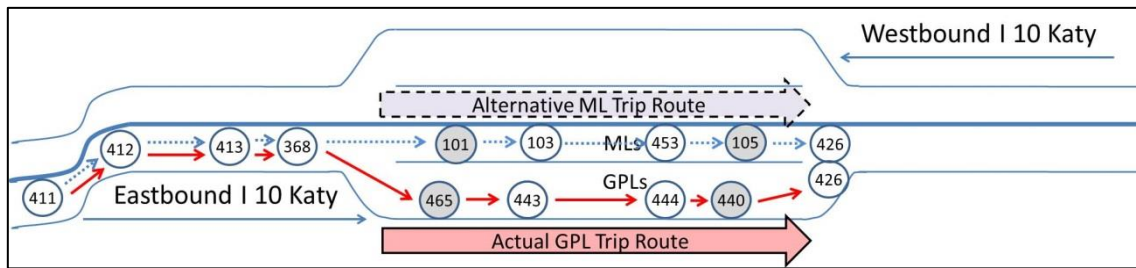 Westbound I 10 Katy
Alternative ML Trip Route
412
413
368
101
103
MLs
453
105
426
411
Eastbound I 10 Katy
465
443
GPLs
444
440
426
Actual GPL Trip Route